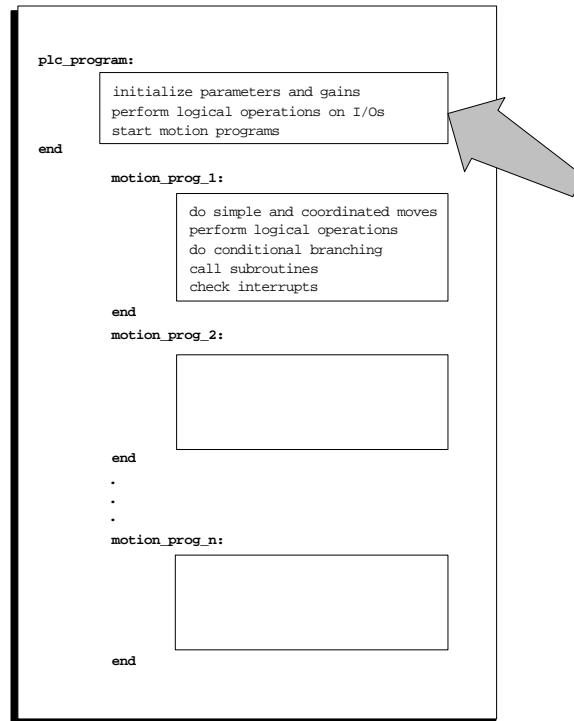 plc_program:
initialize parameters and gains
perform logical operations on I/Os
start motion programs
end
motion_prog_1:
do simple and coordinated moves
perform logical operations
do conditional branching
call subroutines
check interrupts
end
motion_prog_2:
end
.
.
.
motion_prog_n:
end